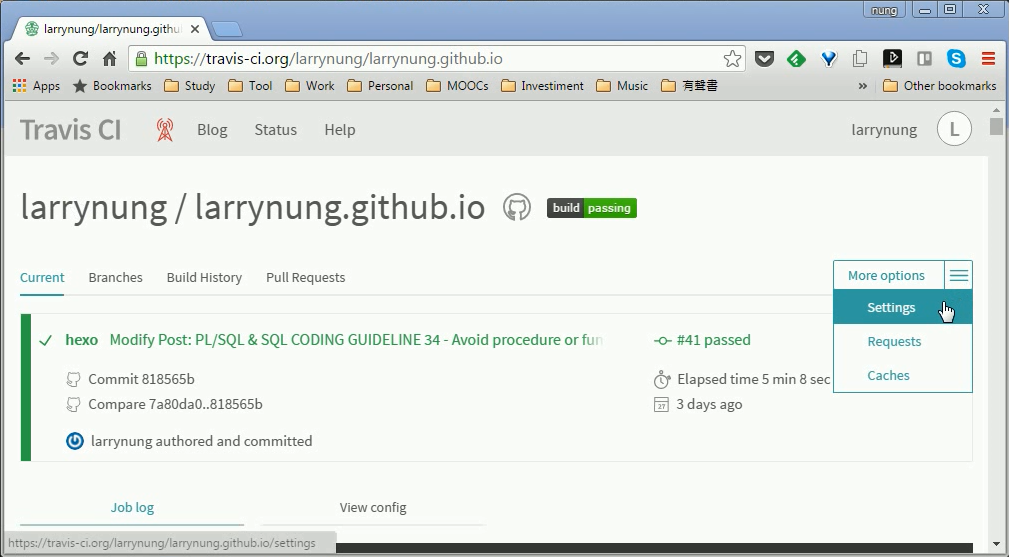 nung
larrynung/larrynung.githu
https://travis-ci.org/larrynung/larrynung.github.io
Apps Bookmarks Study Tool Work Personal MOOCs Investiment Music 有聲書 » Other bookmarks
Travis CI Blog Status Help larrynung L
larrynung / larrynung.github.io build passing
Current Branches Build History Pull Requests More options
Settings
hexo Modify Post: PL/SQL & SQL CODING GUIDELINE 34 - Avoid procedure or fun #41 passed Requests
Commit 818565b Elapsed time 5 min 8 sec Caches
Compare 7a80da0..818565b 27 3 days ago
larrynung authored and committed
Job log View config
https://travis-ci.org/larrynung/larrynung.github.io/settings